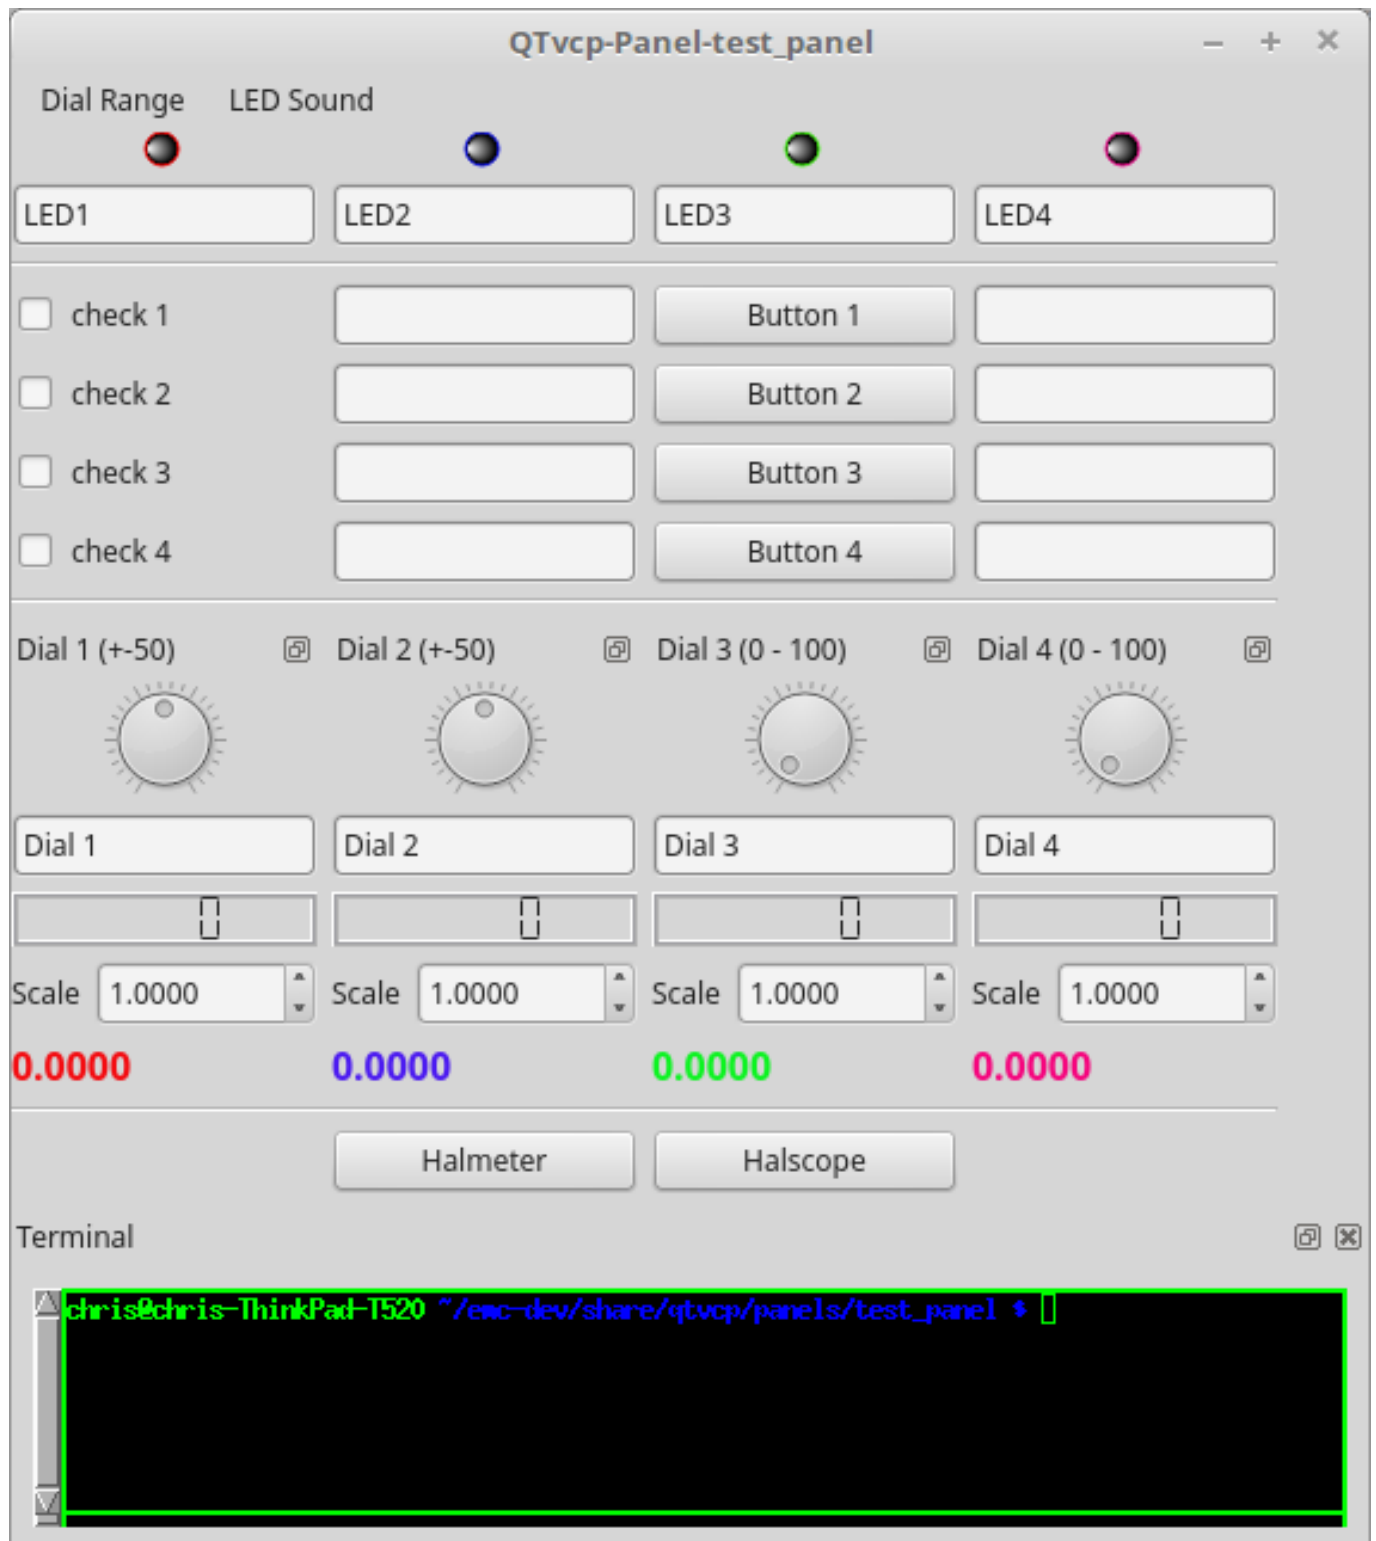 QTvcp-Panel-test_panel
Dial Range LED Sound
LED1 LED2 LED3 LED4
check 1 Button 1
check 2 Button 2
check 3 Button 3
check 4 Button 4
Dial 1 (+-50) Dial 2 (+-50) Dial 3 (0 - 100) Dial 4 (0 - 100)
Dial 1 Dial 2 Dial 3 Dial 4
0 0 0 0
Scale 1.0000 Scale 1.0000 Scale 1.0000 Scale 1.0000
0.0000 0.0000 0.0000 0.0000
Halmeter Halscope
Terminal
chris@chris-ThinkPad-T520 ~/emc-dev/share/qtvcp/panels/test_panel $